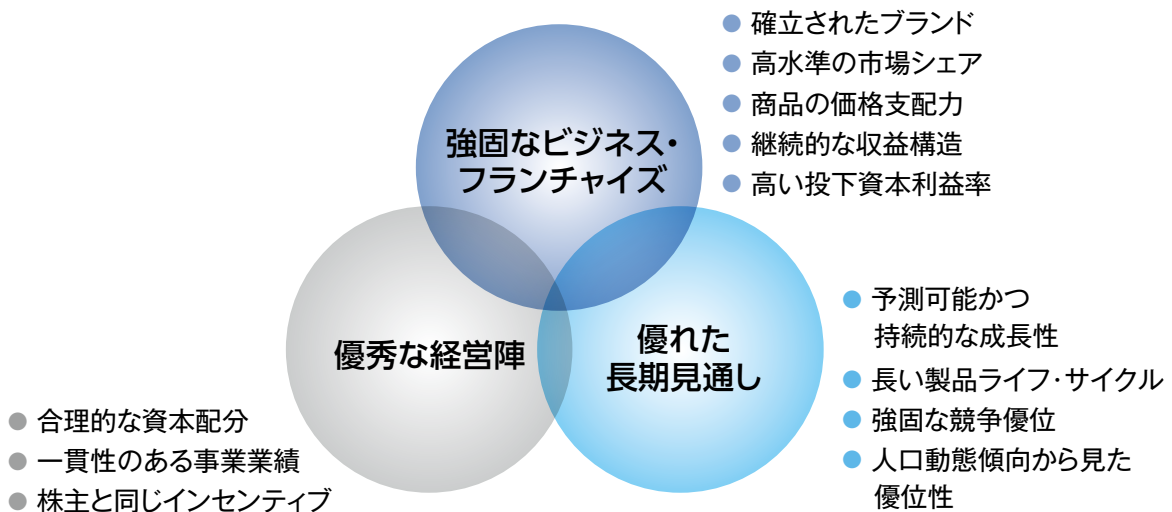 ● 確立されたブランド
● 高水準の市場シェア
● 商品の価格支配力
● 継続的な収益構造
● 高い投下資本利益率
強固なビジネス・
フランチャイズ
優秀な経営陣
優れた
長期見通し
● 予測可能かつ
持続的な成長性
● 長い製品ライフ・サイクル
● 強固な競争優位
● 人口動態傾向から見た
優位性
● 合理的な資本配分
● 一貫性のある事業業績
● 株主と同じインセンティブ